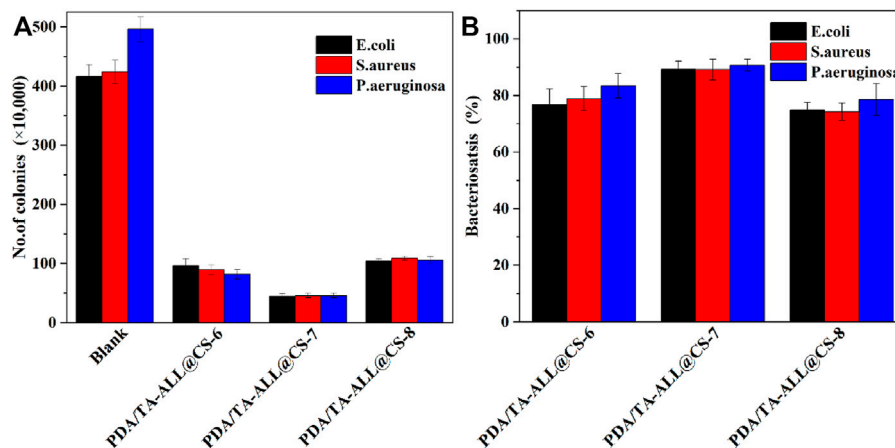 A
No.of colonies (×10,000)
500
400
300
200
100
0
E.coli
S.aureus
P.aeruginosa
Blank
PDA/TA-ALL@CS-6
PDA/TA-ALL@CS-7
PDA/TA-ALL@CS-8
B
Bacteriosatsis (%)
100
80
60
40
20
0
E.coli
S.aureus
P.aeruginosa
PDA/TA-ALL@CS-6
PDA/TA-ALL@CS-7
PDA/TA-ALL@CS-8